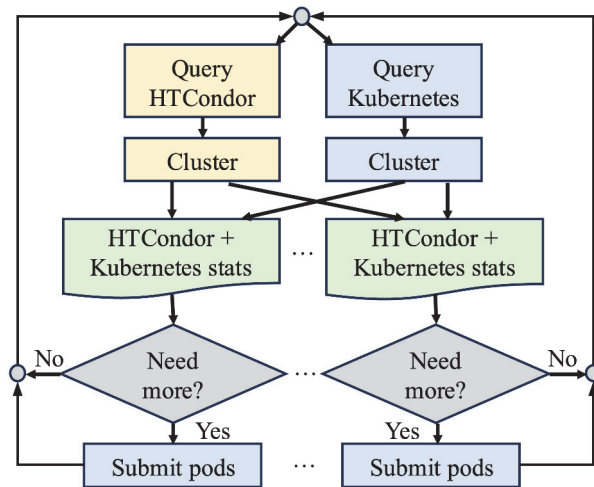 Query
HTCondor
Query
Kubernetes
Cluster
Cluster
HTCondor +
Kubernetes stats
...
HTCondor +
Kubernetes stats
No
Need
more?
...
Need
more?
No
Yes
Yes
Submit pods
...
Submit pods